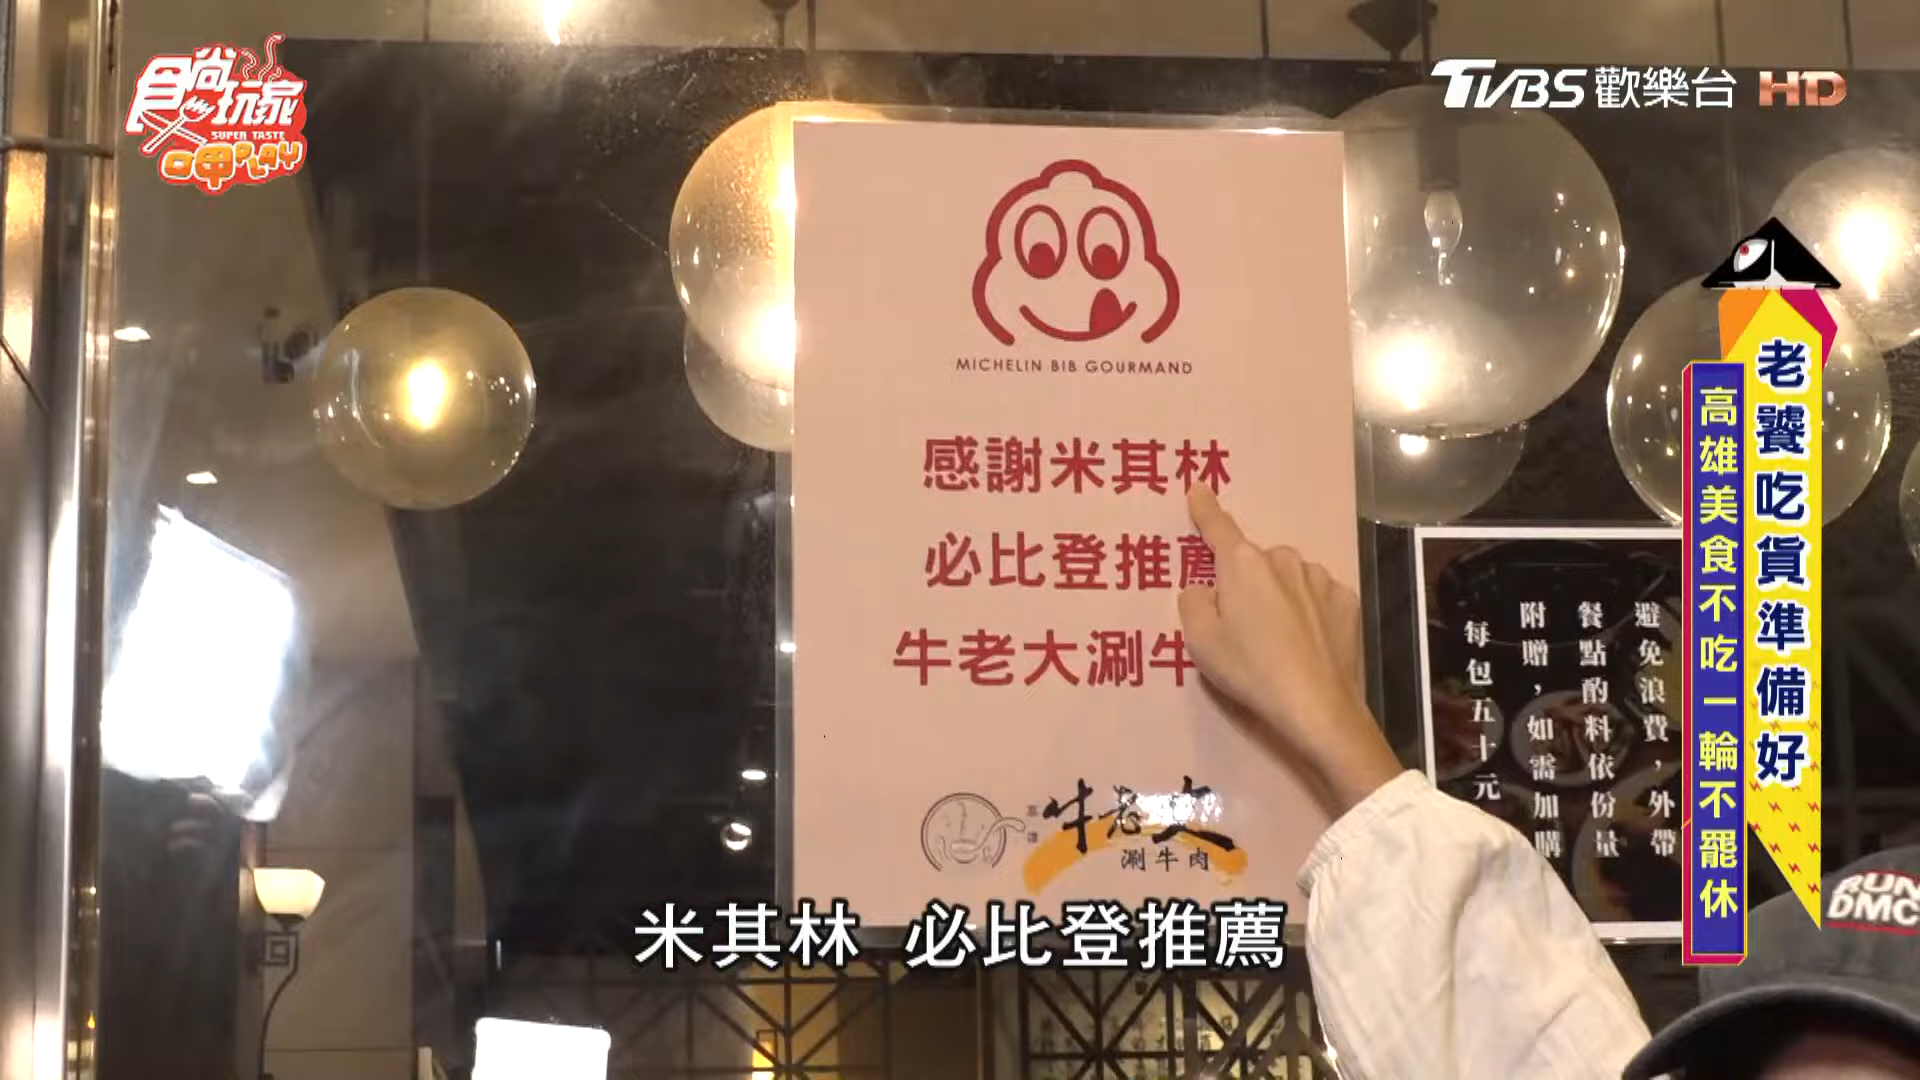 食尚玩家
SUPER TASTE
口甲PLAY
TVBS歡樂台 HD
MICHELIN BIB GOURMAND
感謝米其林
必比登推薦
牛老大涮牛
牛老大
涮牛肉
避免浪費，外帶
餐點酌料依份量
附贈，如需加購
每包五十元
老饕吃貨準備好
高雄美食不吃一輪不罷休
RUN
DMC
米其林 必比登推薦